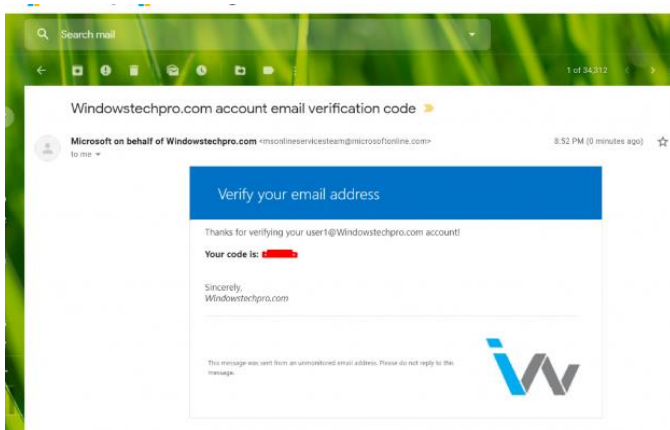 Search mail
1 of 34,312
Windowstechpro.com account email verification code
Microsoft on behalf of Windowstechpro.com <msonlineservicesteam@microsoftonline.com>
8:52 PM (0 minutes ago)
to me
Verify your email address
Thanks for verifying your user1@Windowstechpro.com account!
Your code is:
Sincerely,
Windowstechpro.com
This message was sent from an unmonitored email address. Please do not reply to this
message.